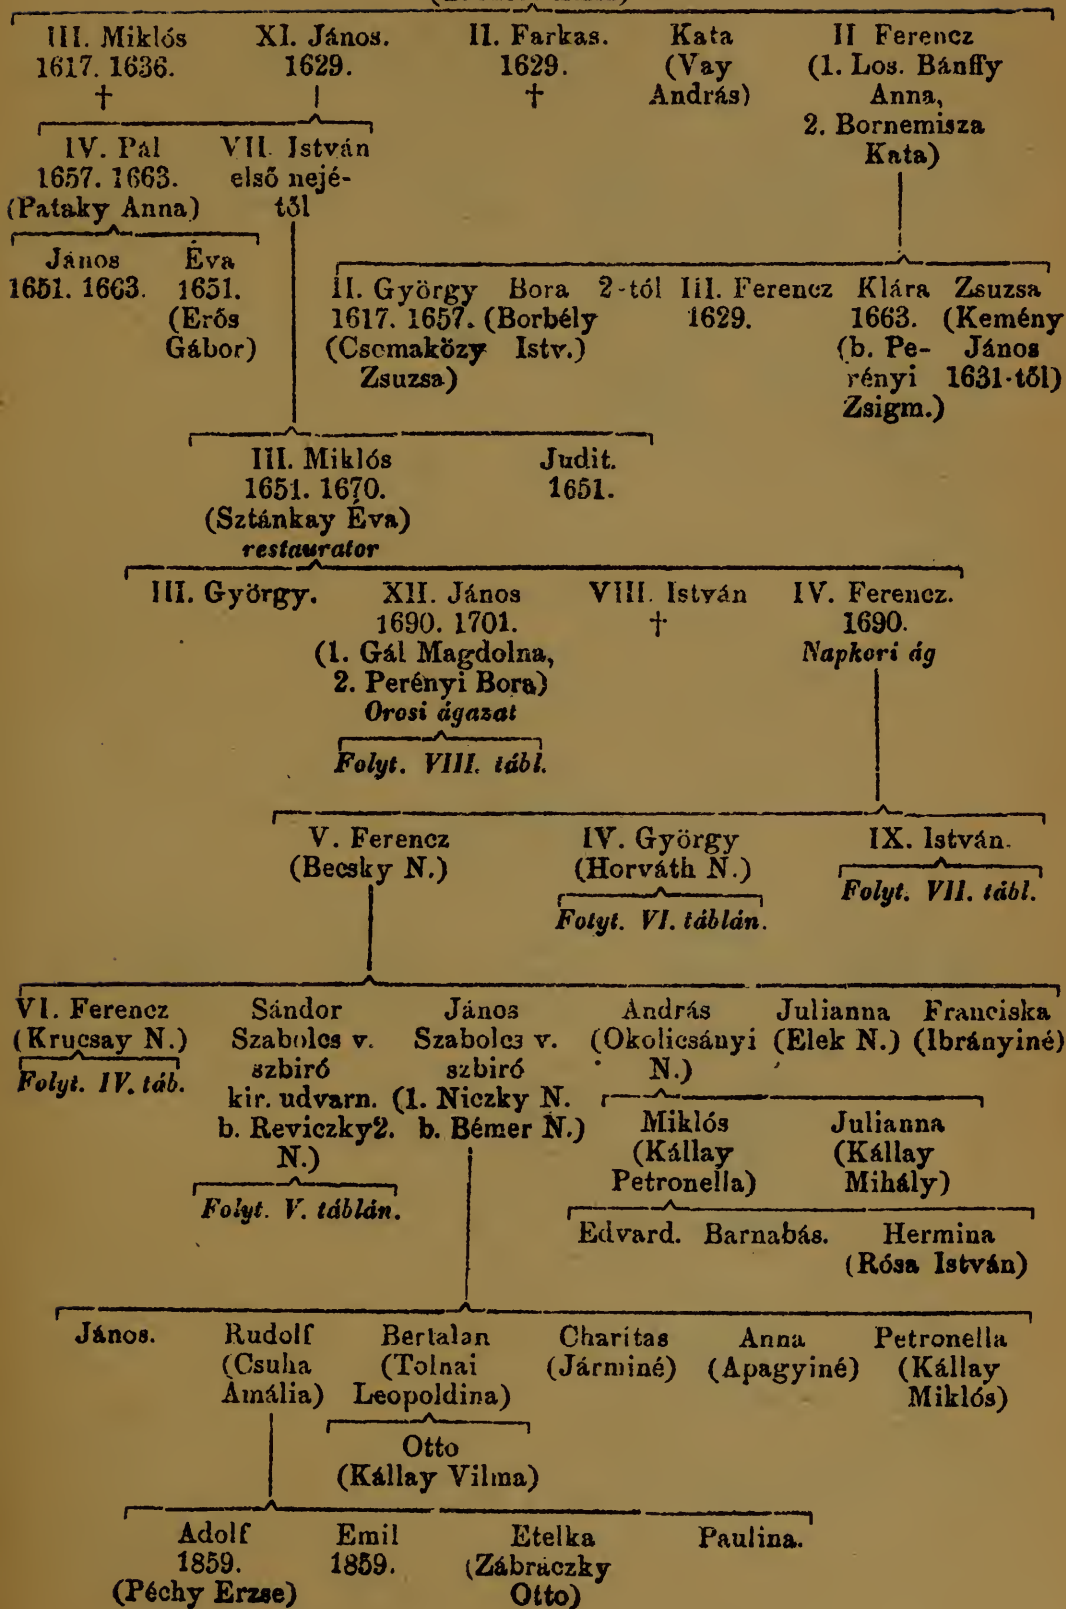 III. Miklós XI. János. II. Farkas. Kata II Ferencz
1617. 1636. 1629. 1629. (Vay (1. Los. Bánffy
† † András) Anna,
2. Bornemisza
Kata)
IV. Pál VII. István
1657. 1663. első nejé-
(Pataky Anna) től
János Éva
1651. 1663. 1651.
(Erős
Gábor)
II. György Bora 2-tól III. Ferencz Klára Zsuzsa
1617. 1657. (Borbély 1629. 1663. (Kemény
(Csomaközy Istv.) (b. Pe- János
Zsuzsa) rényi 1631-től)
Zsigm.)
III. Miklós Judit.
1651. 1670. 1651.
(Sztánkay Éva)
restaurator
III. György. XII. János VIII. István IV. Ferencz.
1690. 1701. † 1690.
(1. Gál Magdolna, Napkori ág
2. Perényi Bora)
Orosi ágazat
Folyt. VIII. tábl.
V. Ferencz IV. György IX. István.
(Becsky N.) (Horváth N.) Folyt. VII. tábl.
Folyt. VI. táblán.
VI. Ferencz Sándor János András Julianna Franciska
(Krucsay N.) Szabolcs v. Szabolcs v. (Okolicsányi (Elek N.) (Ibrányiné)
Folyt. IV. táb. szbiró szbiró N.)
kir. udvarn. (1. Niczky N.
b. Reviczky 2. b. Bémer N.)
N.)
Folyt. V. táblán.
Miklós Julianna
(Kállay (Kállay
Petronella) Mihály)
Edvard. Barnabás. Hermina
(Rósa István)
János. Rudolf Bertalan Charitas Anna Petronella
(Csuha (Tolnai (Járminé) (Apagyiné) (Kállay
Amália) Leopoldina) Miklós)
Otto
(Kállay Vilma)
Adolf Emil Etelka Paulina.
1859. 1859. (Zábráczky
(Péchy Erzse) Otto)